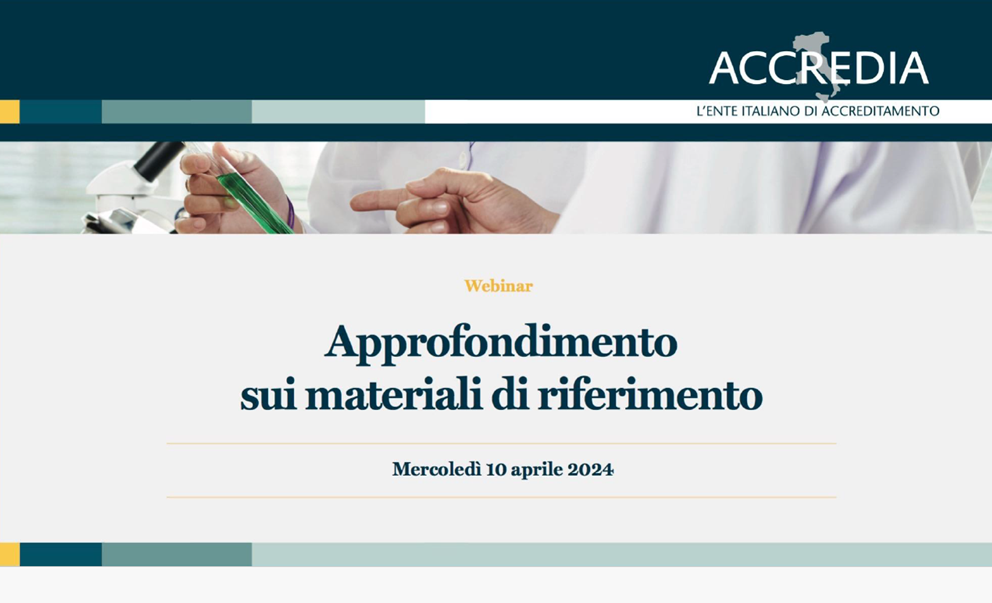 ACCREDIA
L'ENTE ITALIANO DI ACCREDITAMENTO
Webinar
Approfondimento
sui materiali di riferimento
Mercoledì 10 aprile 2024